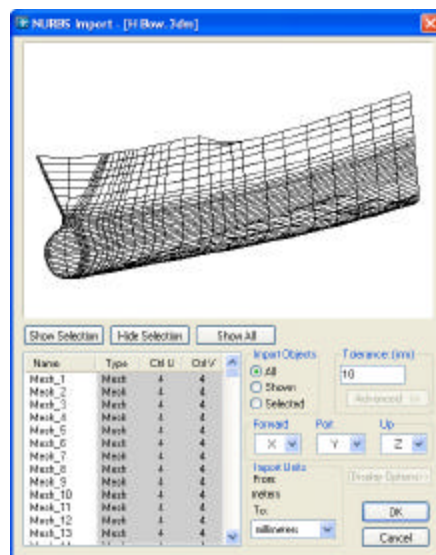 NURBS Import - [H Bow.3dm]
Show Selection Hide Selection Show All
Name Type Ctrl U Ctrl V
Mesh_1 Mesh 4 4
Mesh_2 Mesh 4 4
Mesh_3 Mesh 4 4
Mesh_4 Mesh 4 4
Mesh_5 Mesh 4 4
Mesh_6 Mesh 4 4
Mesh_7 Mesh 4 4
Mesh_8 Mesh 4 4
Mesh_9 Mesh 4 4
Mesh_10 Mesh 4 4
Mesh_11 Mesh 4 4
Mesh_12 Mesh 4 4
Mesh_13 Mesh 4 4
Import Objects
All
Shown
Selected
Tolerance: (mm)
10
Advanced >>
Forward Port Up
X Y Z
Import Units
From:
meters
To:
millimeters
Display Options>>
OK
Cancel